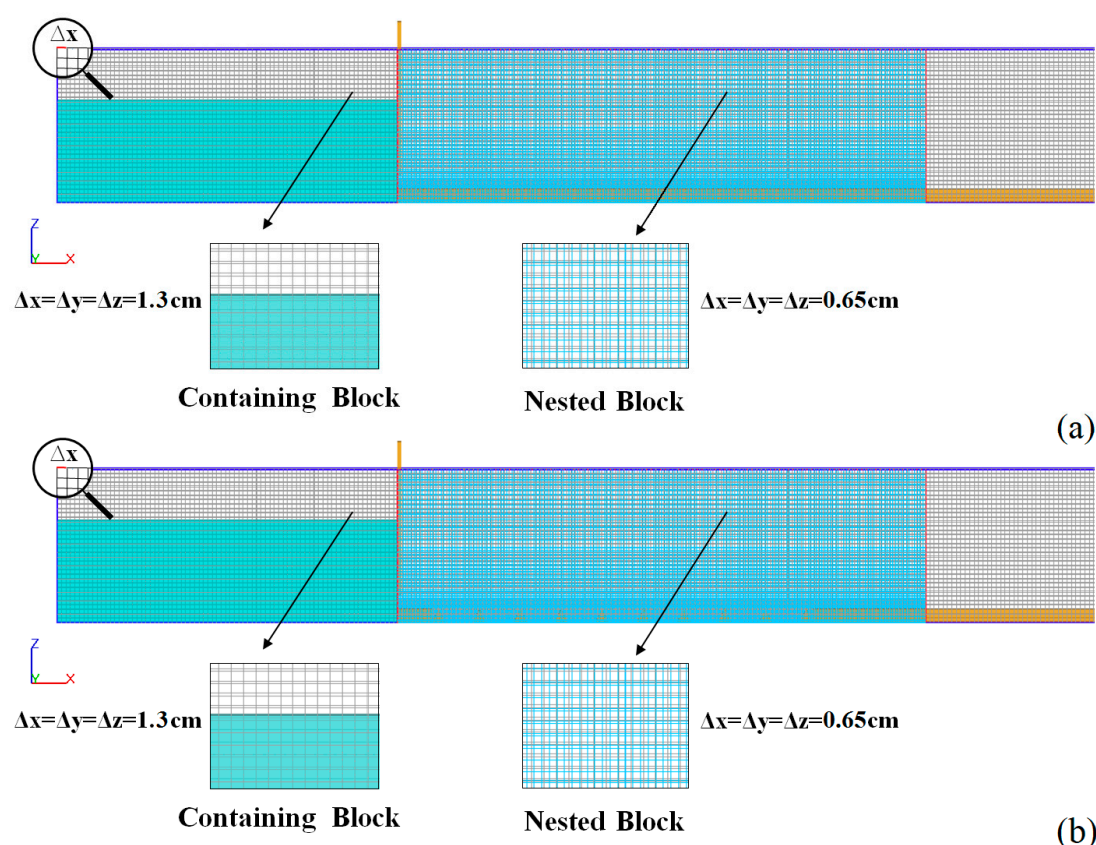 Δx
Z
Y X
Δx=Δy=Δz=1.3cm
Δx=Δy=Δz=0.65cm
Containing Block
Nested Block
(a)
Δx
Z
Y X
Δx=Δy=Δz=1.3cm
Δx=Δy=Δz=0.65cm
Containing Block
Nested Block
(b)